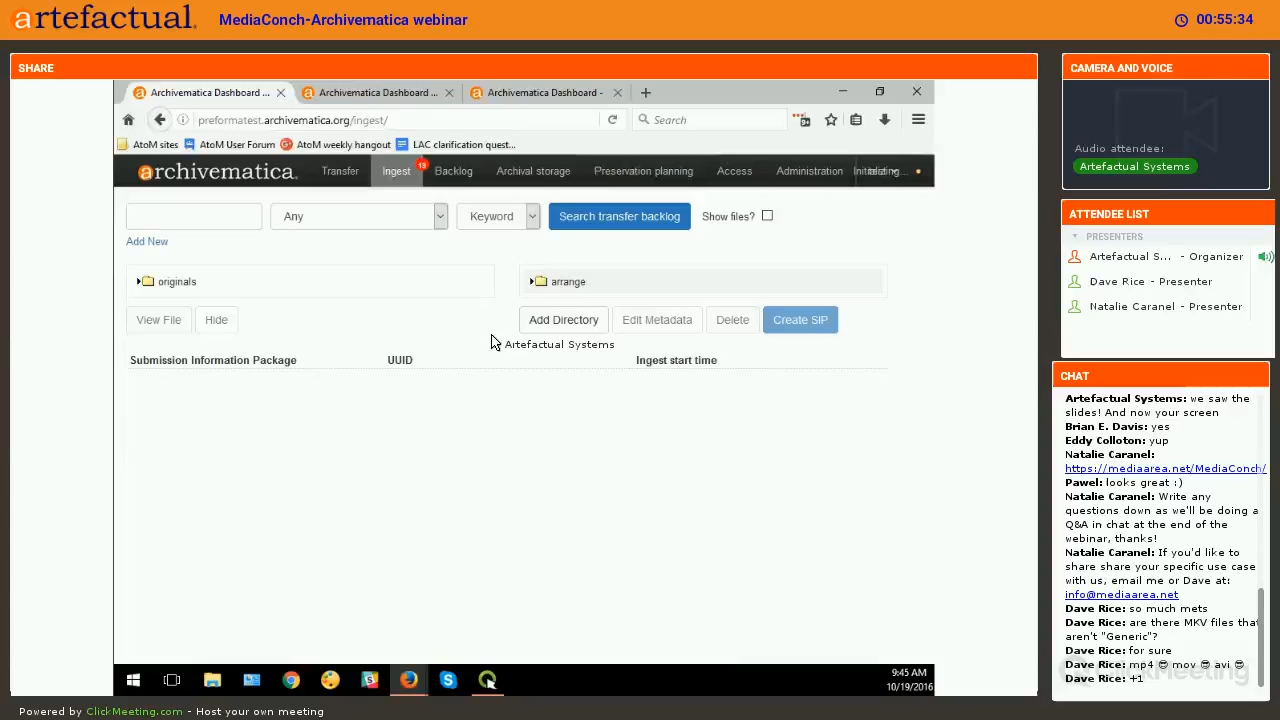 artefactual.
MediaConch-Archivematica webinar
00:55:34
SHARE
Archivematica Dashboard ...
Archivematica Dashboard ...
Archivematica Dashboard -
preformatest.archivematica.org/ingest/
Search
AtoM sites
AtoM User Forum
AtoM weekly hangout
LAC clarification quest...
archivematica.
Transfer
Ingest
13
Backlog
Archival storage
Preservation planning
Access
Administration
Any
Keyword
Search transfer backlog
Show files?
Add New
originals
arrange
View File
Hide
Add Directory
Edit Metadata
Delete
Create SIP
Artefactual Systems
Submission Information Package
UUID
Ingest start time
9:45 AM
10/19/2016
CAMERA AND VOICE
Audio attendee:
Artefactual Systems
ATTENDEE LIST
PRESENTERS
Artefactual S... - Organizer
Dave Rice - Presenter
Natalie Caranel - Presenter
CHAT
Artefactual Systems: we saw the
slides! And now your screen
Brian E. Davis: yes
Eddy Colloton: yup
Natalie Caranel:
https://mediaarea.net/MediaConch/
Pawel: looks great :)
Natalie Caranel: Write any
questions down as we'll be doing a
Q&A in chat at the end of the
webinar, thanks!
Natalie Caranel: If you'd like to
share share your specific use case
with us, email me or Dave at:
info@mediaarea.net
Dave Rice: so much mets
Dave Rice: are there MKV files that
aren't "Generic"?
Dave Rice: for sure
Dave Rice: mp4 😎 mov 😎 avi 😎
Dave Rice: +1
ClickMeeting
Powered by ClickMeeting.com - Host your own meeting